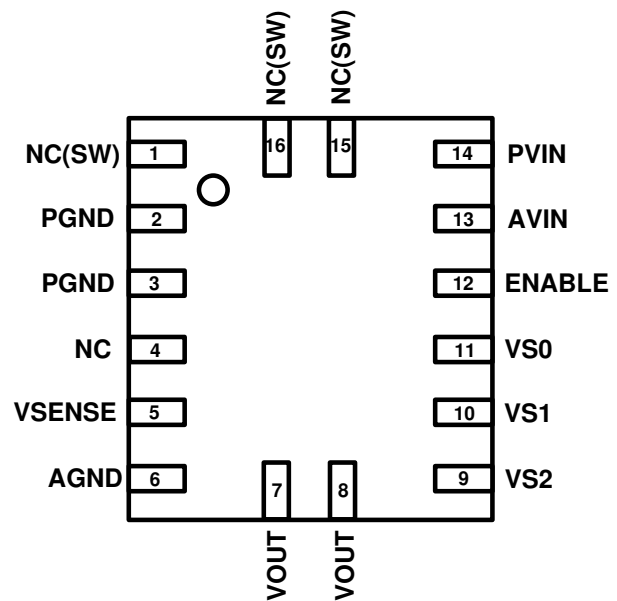 NC(SW)
NC(SW)
16
15
NC(SW) 1
14 PVIN
PGND 2
13 AVIN
PGND 3
12 ENABLE
NC 4
11 VS0
VSENSE 5
10 VS1
AGND 6
9 VS2
7
8
VOUT
VOUT